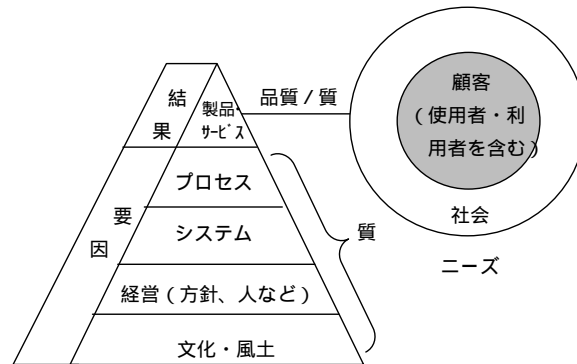 結果
製品・
サービス
品質/質
顧客
(使用者・利
用者を含む)
社会
ニーズ
要因
プロセス
システム
質
経営(方針、人など)
文化・風土